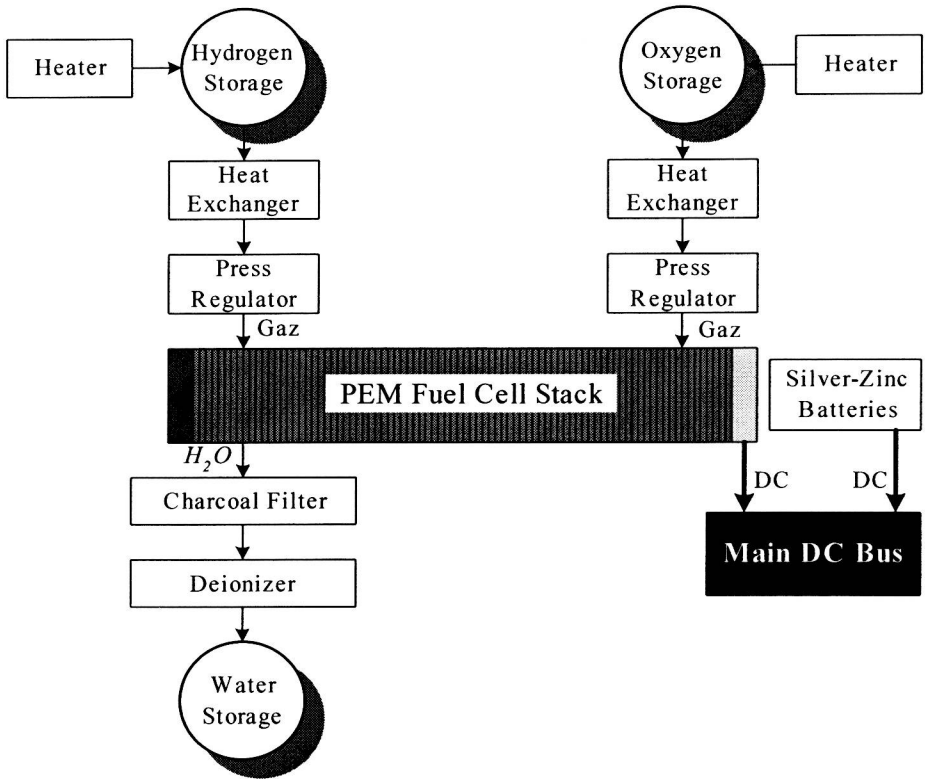 Heater
Hydrogen
Storage
Oxygen
Storage
Heater
Heat
Exchanger
Heat
Exchanger
Press
Regulator
Press
Regulator
Gaz
Gaz
PEM Fuel Cell Stack
Silver-Zinc
Batteries
H₂O
DC
DC
Charcoal Filter
Main DC Bus
Deionizer
Water
Storage